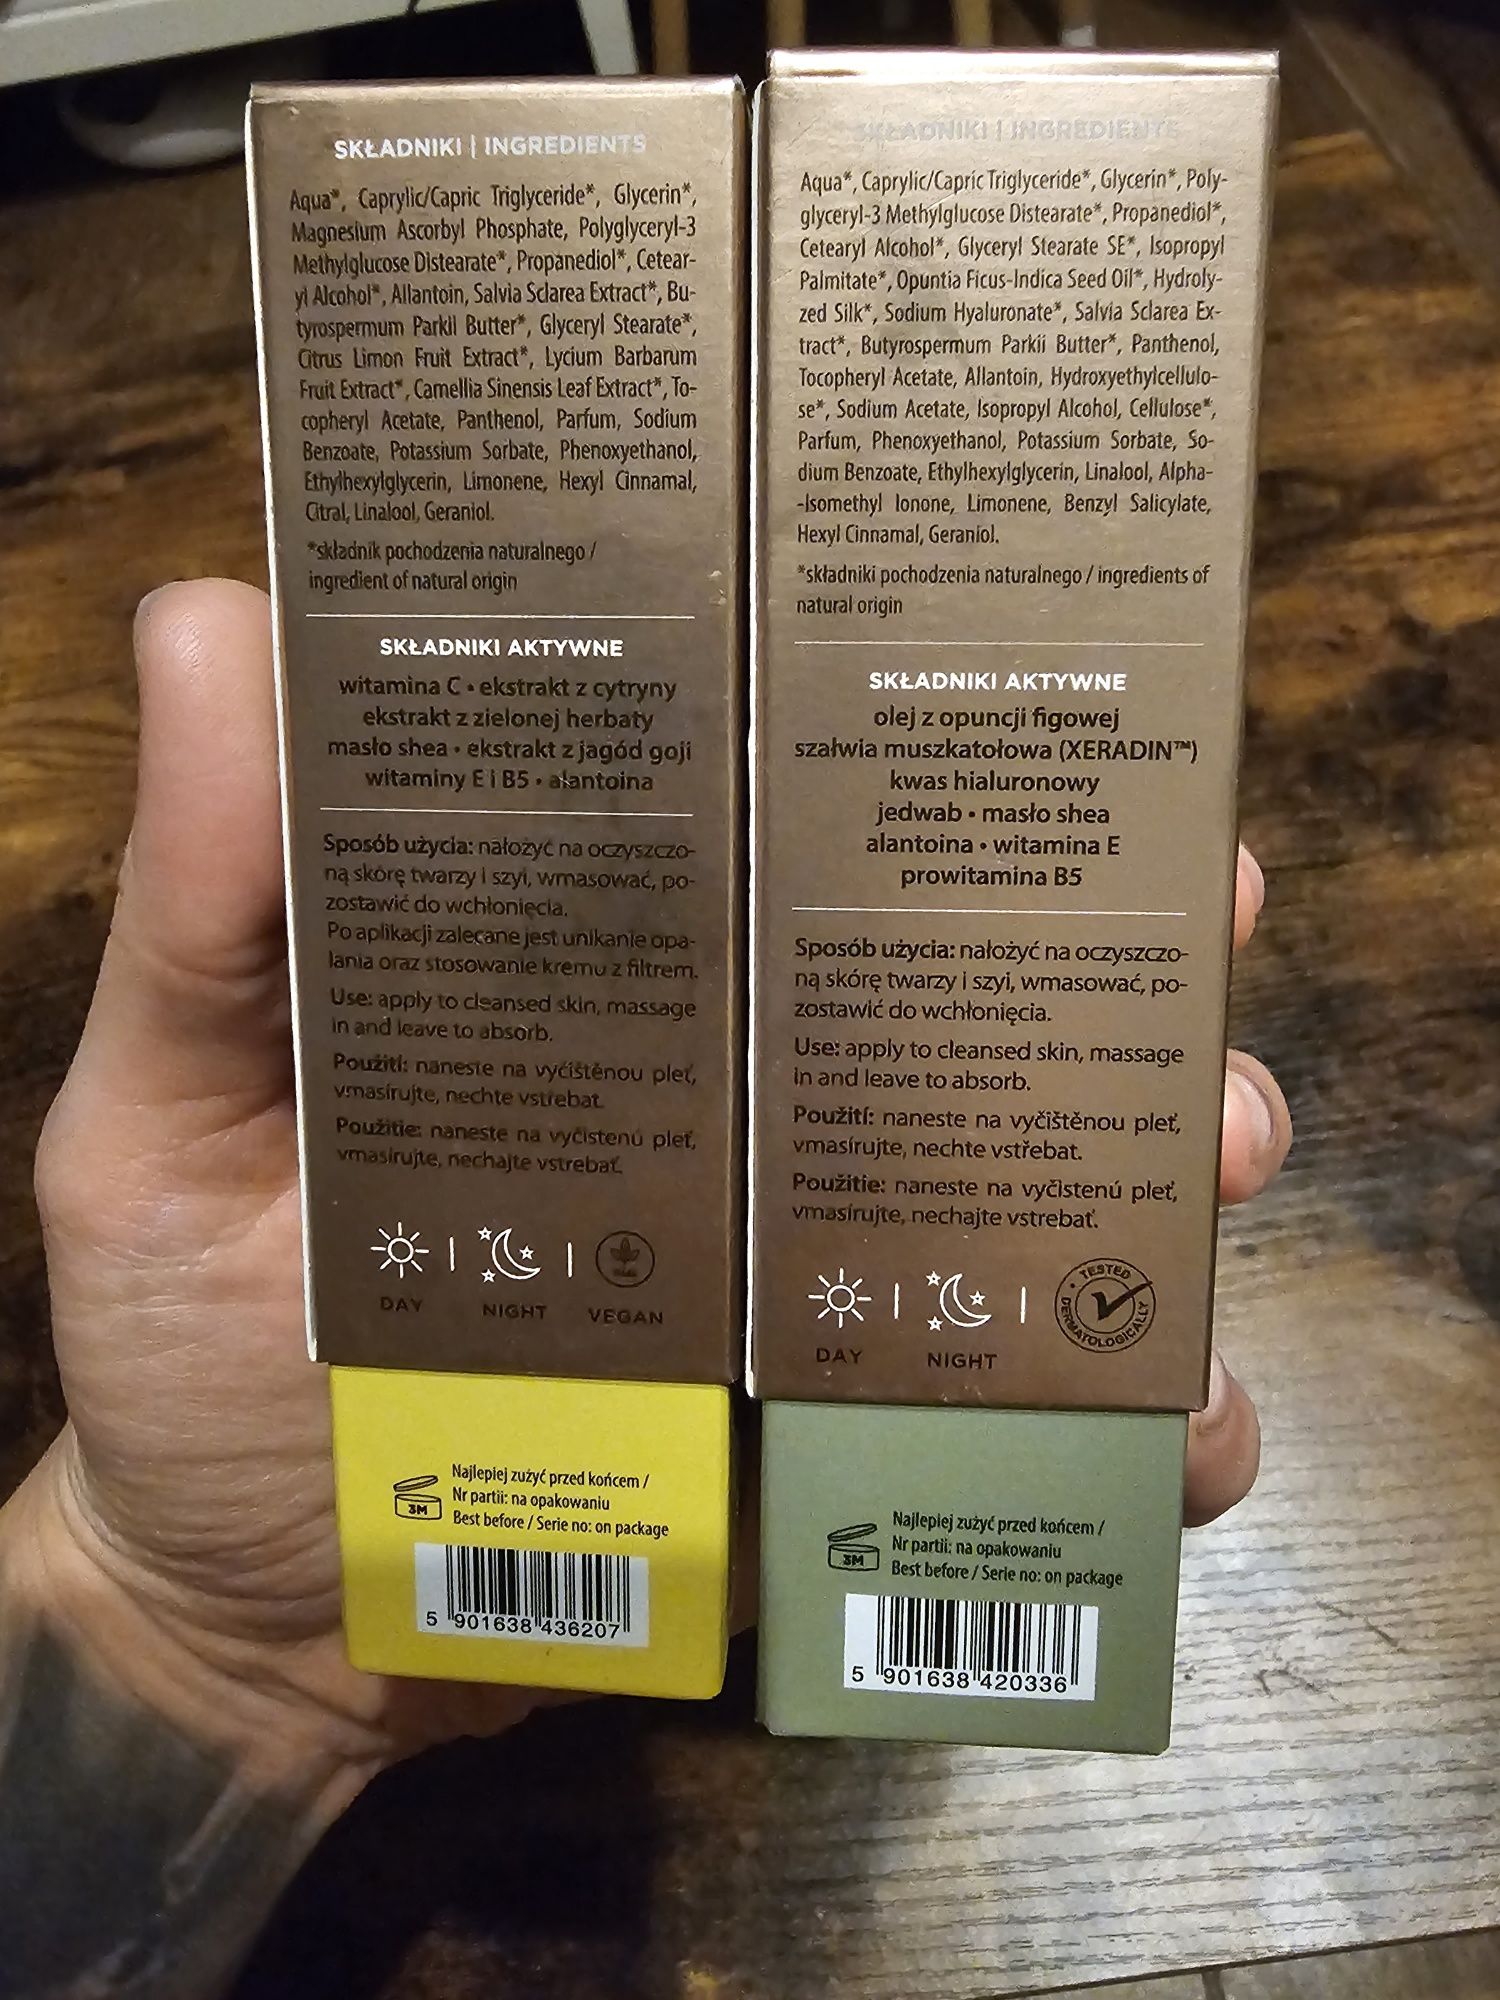 SKŁADNIKI | INGREDIENTS
Aqua*, Caprylic/Capric Triglyceride*, Glycerin*,
Magnesium Ascorbyl Phosphate, Polyglyceryl-3
Methylglucose Distearate*, Propanediol*, Cetear-
yl Alcohol*, Allantoin, Salvia Sclarea Extract*, Bu-
tyrospermum Parkii Butter*, Glyceryl Stearate*,
Citrus Limon Fruit Extract*, Lycium Barbarum
Fruit Extract*, Camellia Sinensis Leaf Extract*, To-
copheryl Acetate, Panthenol, Parfum, Sodium
Benzoate, Potassium Sorbate, Phenoxyethanol,
Ethylhexylglycerin, Limonene, Hexyl Cinnamal,
Citral, Linalool, Geraniol.
*składnik pochodzenia naturalnego /
ingredient of natural origin
SKŁADNIKI AKTYWNE
witamina C • ekstrakt z cytryny
ekstrakt z zielonej herbaty
masło shea • ekstrakt z jagód goji
witaminy E i B5 • alantoina
Sposób użycia: nałożyć na oczyszczo-
ną skórę twarzy i szyi, wmasować, po-
zostawić do wchłonięcia.
Po aplikacji zalecane jest unikanie opa-
lania oraz stosowanie kremu z filtrem.
Use: apply to cleansed skin, massage
in and leave to absorb.
Použití: naneste na vyčištěnou pleť,
vmasírujte, nechte vstřebat.
Použitie: naneste na vyčistenú pleť,
vmasírujte, nechajte vstrebať.
DAY | NIGHT | VEGAN
3M
Najlepiej zużyć przed końcem /
Nr partii: na opakowaniu
Best before / Serie no: on package
5 901638 436207
SKŁADNIKI | INGREDIENTS
Aqua*, Caprylic/Capric Triglyceride*, Glycerin*, Poly-
glyceryl-3 Methylglucose Distearate*, Propanediol*,
Cetearyl Alcohol*, Glyceryl Stearate SE*, Isopropyl
Palmitate*, Opuntia Ficus-Indica Seed Oil*, Hydroly-
zed Silk*, Sodium Hyaluronate*, Salvia Sclarea Ex-
tract*, Butyrospermum Parkii Butter*, Panthenol,
Tocopheryl Acetate, Allantoin, Hydroxyethylcellulo-
se*, Sodium Acetate, Isopropyl Alcohol, Cellulose*,
Parfum, Phenoxyethanol, Potassium Sorbate, So-
dium Benzoate, Ethylhexylglycerin, Linalool, Alpha-
-Isomethyl Ionone, Limonene, Benzyl Salicylate,
Hexyl Cinnamal, Geraniol.
*składniki pochodzenia naturalnego / ingredients of
natural origin
SKŁADNIKI AKTYWNE
olej z opuncji figowej
szałwia muszkatołowa (XERADIN™)
kwas hialuronowy
jedwab • masło shea
alantoina • witamina E
prowitamina B5
Sposób użycia: nałożyć na oczyszczo-
ną skórę twarzy i szyi, wmasować, po-
zostawić do wchłonięcia.
Use: apply to cleansed skin, massage
in and leave to absorb.
Použití: naneste na vyčištěnou pleť,
vmasírujte, nechte vstřebat.
Použitie: naneste na vyčistenú pleť,
vmasírujte, nechajte vstrebať.
DAY | NIGHT
TESTED
DERMATOLOGICALLY
3M
Najlepiej zużyć przed końcem /
Nr partii: na opakowaniu
Best before / Serie no: on package
5 901638 420336